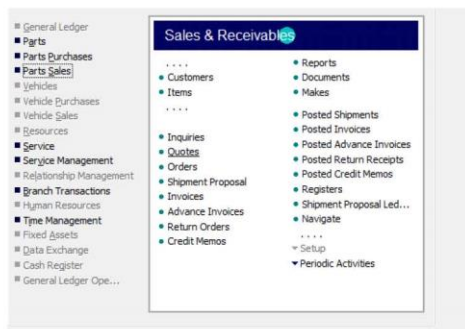 General Ledger
Parts
Parts Purchases
Parts Sales
Vehicles
Vehicle Purchases
Vehicle Sales
Resources
Service
Service Management
Relationship Management
Branch Transactions
Human Resources
Time Management
Fixed Assets
Data Exchange
Cash Register
General Ledger Ope...
Sales & Receivables
. . . .
Customers
Items
. . . .
Inquiries
Quotes
Orders
Shipment Proposal
Invoices
Advance Invoices
Return Orders
Credit Memos
Reports
Documents
Makes
Posted Shipments
Posted Invoices
Posted Advance Invoices
Posted Return Receipts
Posted Credit Memos
Registers
Shipment Proposal Led...
Navigate
. . . .
Setup
Periodic Activities